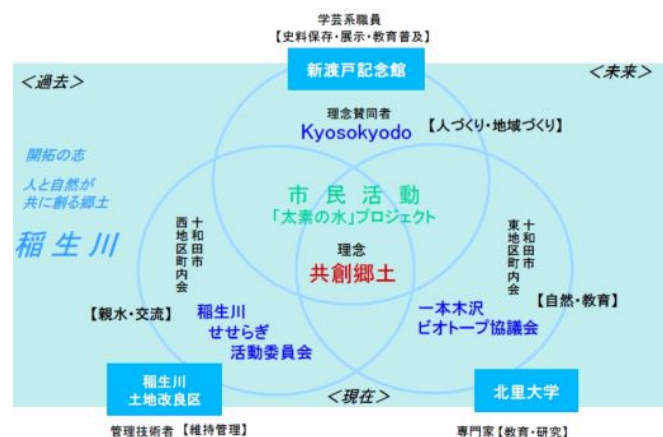 学芸系職員
【史料保存・展示・教育普及】
新渡戸記念館
＜過去＞
＜未来＞
理念賛同者
Kyosokyodo
【人づくり・地域づくり】
開拓の志
人と自然が
共に創る郷土
稲生川
市民活動
「太素の水」プロジェクト
理念
共創郷土
十和田市
西地区町内会
十和田市
東地区町内会
【親水・交流】
稲生川
せせらぎ
活動委員会
一本木沢
ビオトープ協議会
【自然・教育】
稲生川
土地改良区
＜現在＞
北里大学
管理技術者【維持管理】
専門家【教育・研究】